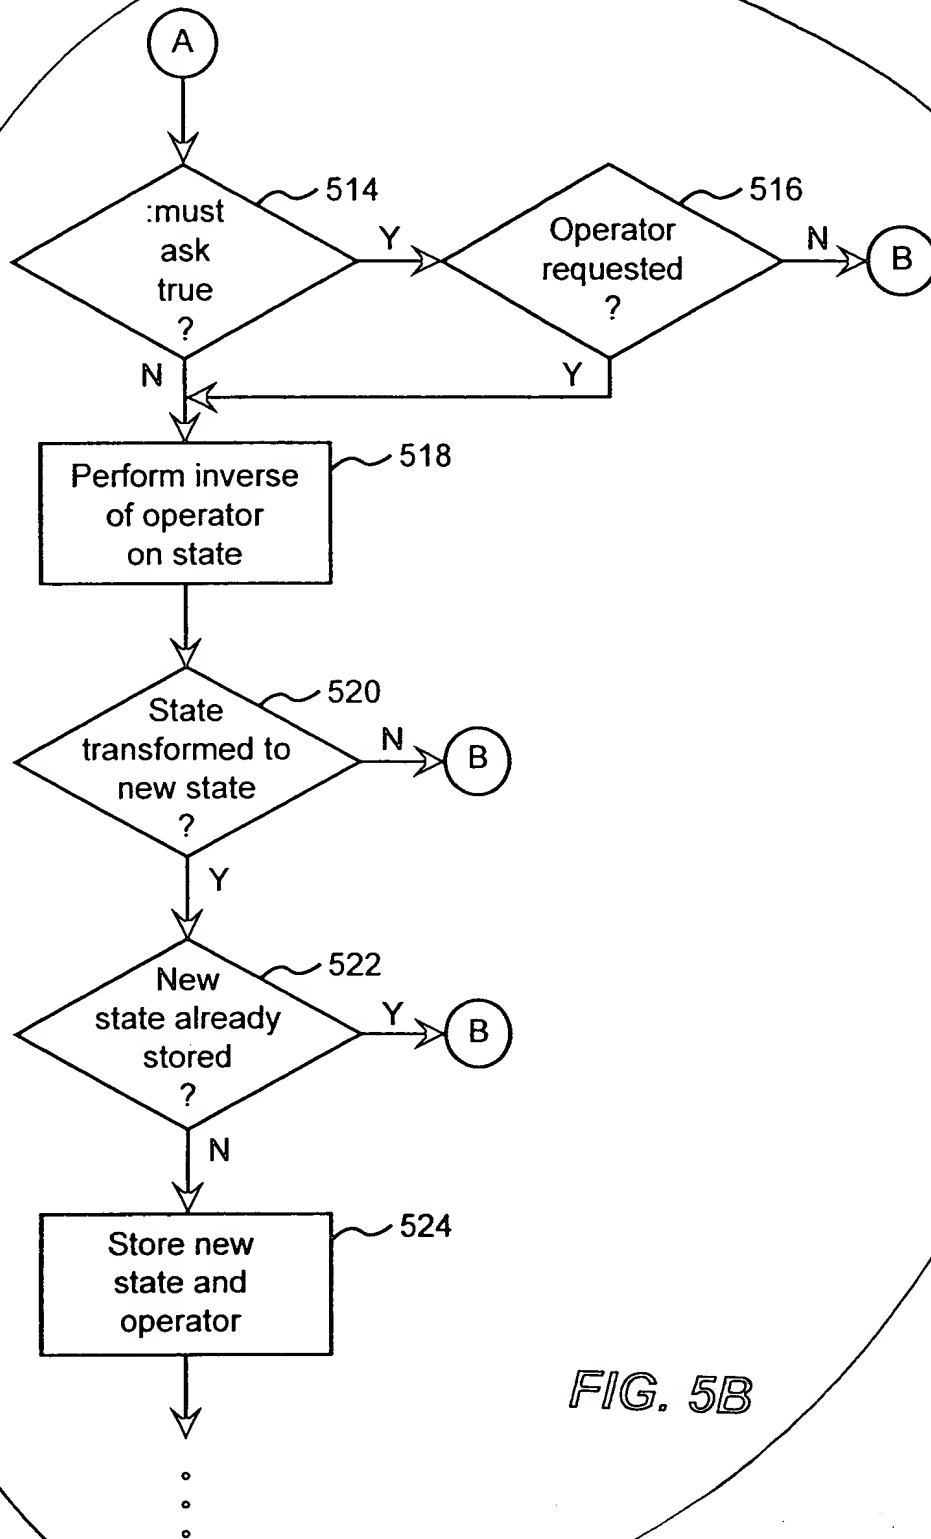 A
514
:must
ask
true
?
Y
516
Operator
requested
?
N
B
N
Y
518
Perform inverse
of operator
on state
520
State
transformed to
new state
?
N
B
Y
522
New
state already
stored
?
Y
B
N
524
Store new
state and
operator
FIG. 5B